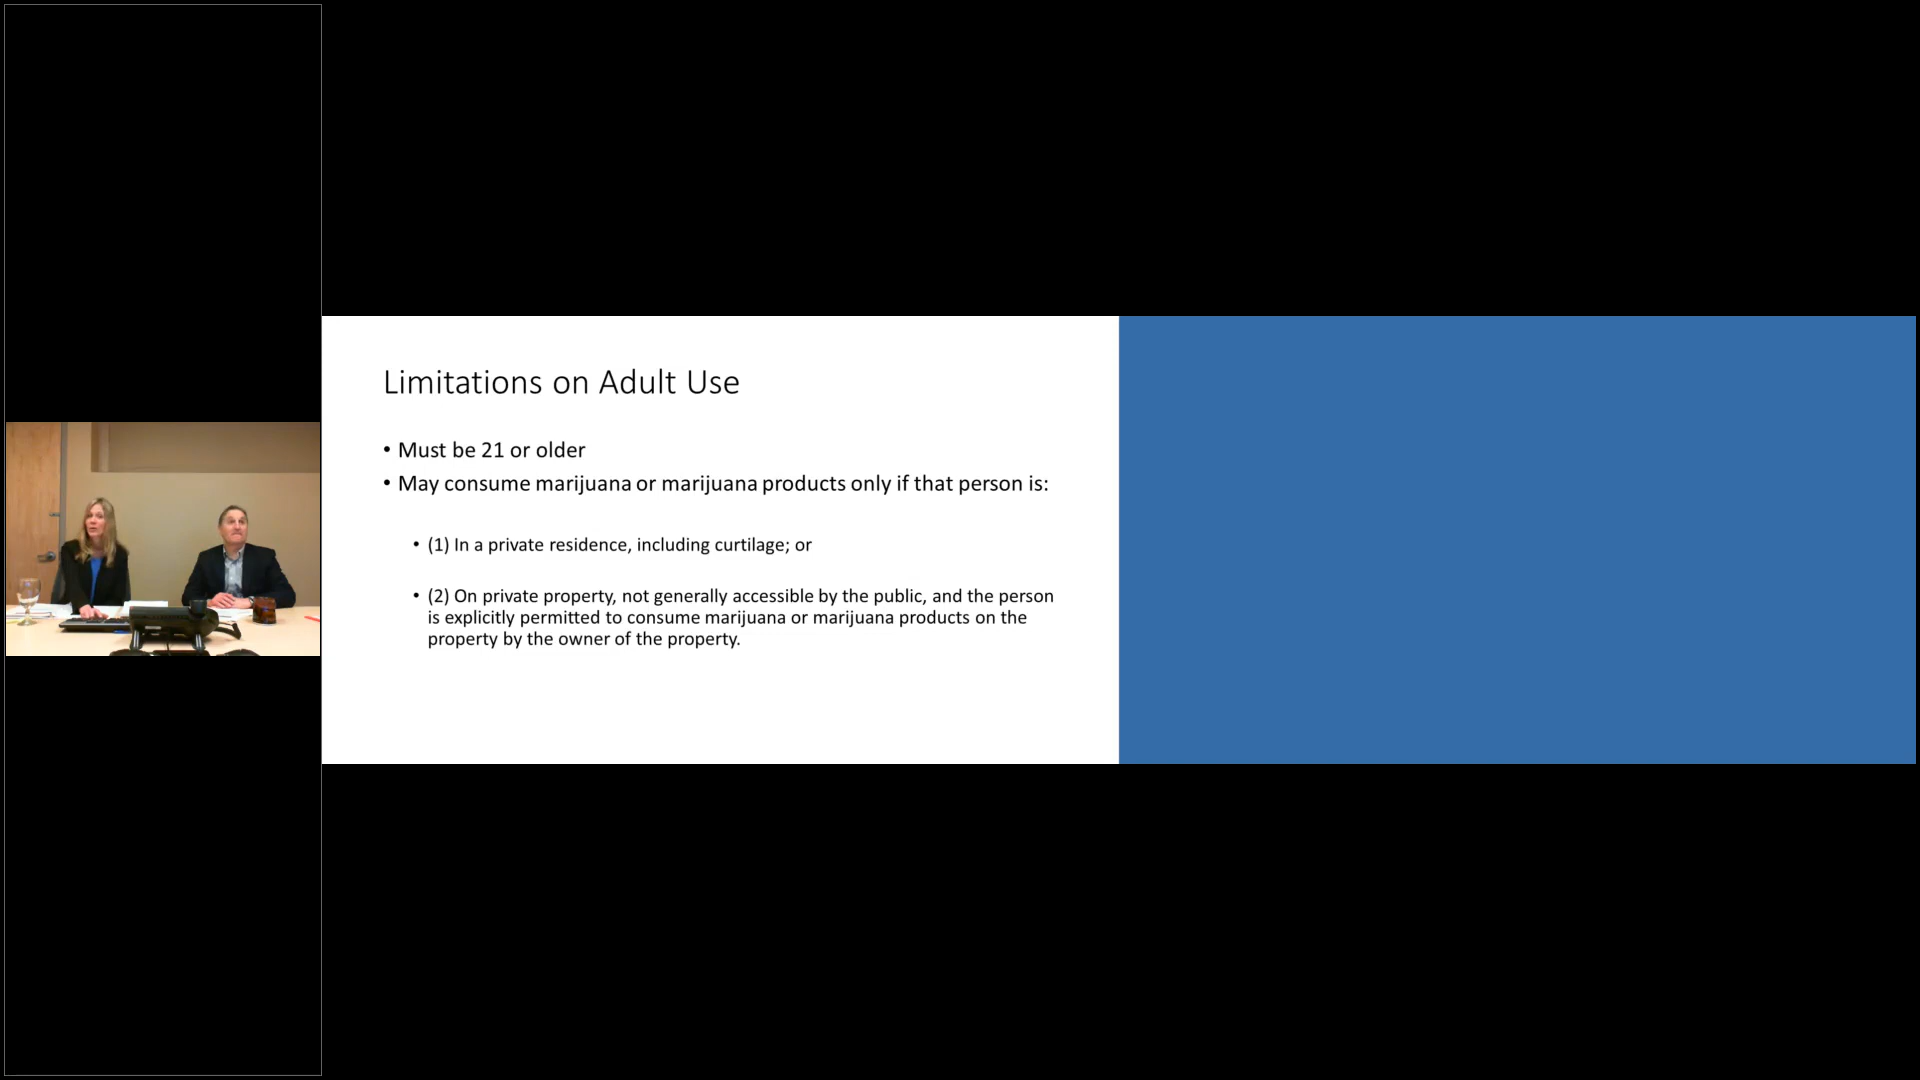 Limitations on Adult Use
• Must be 21 or older
• May consume marijuana or marijuana products only if that person is:
• (1) In a private residence, including curtilage; or
• (2) On private property, not generally accessible by the public, and the person
is explicitly permitted to consume marijuana or marijuana products on the
property by the owner of the property.